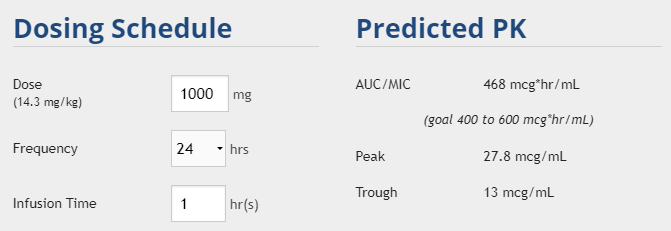 Dosing Schedule
Dose
(14.3 mg/kg)
1000 mg
Frequency
24 hrs
Infusion Time
1 hr(s)
Predicted PK
AUC/MIC 468 mcg*hr/mL
(goal 400 to 600 mcg*hr/mL)
Peak 27.8 mcg/mL
Trough 13 mcg/mL